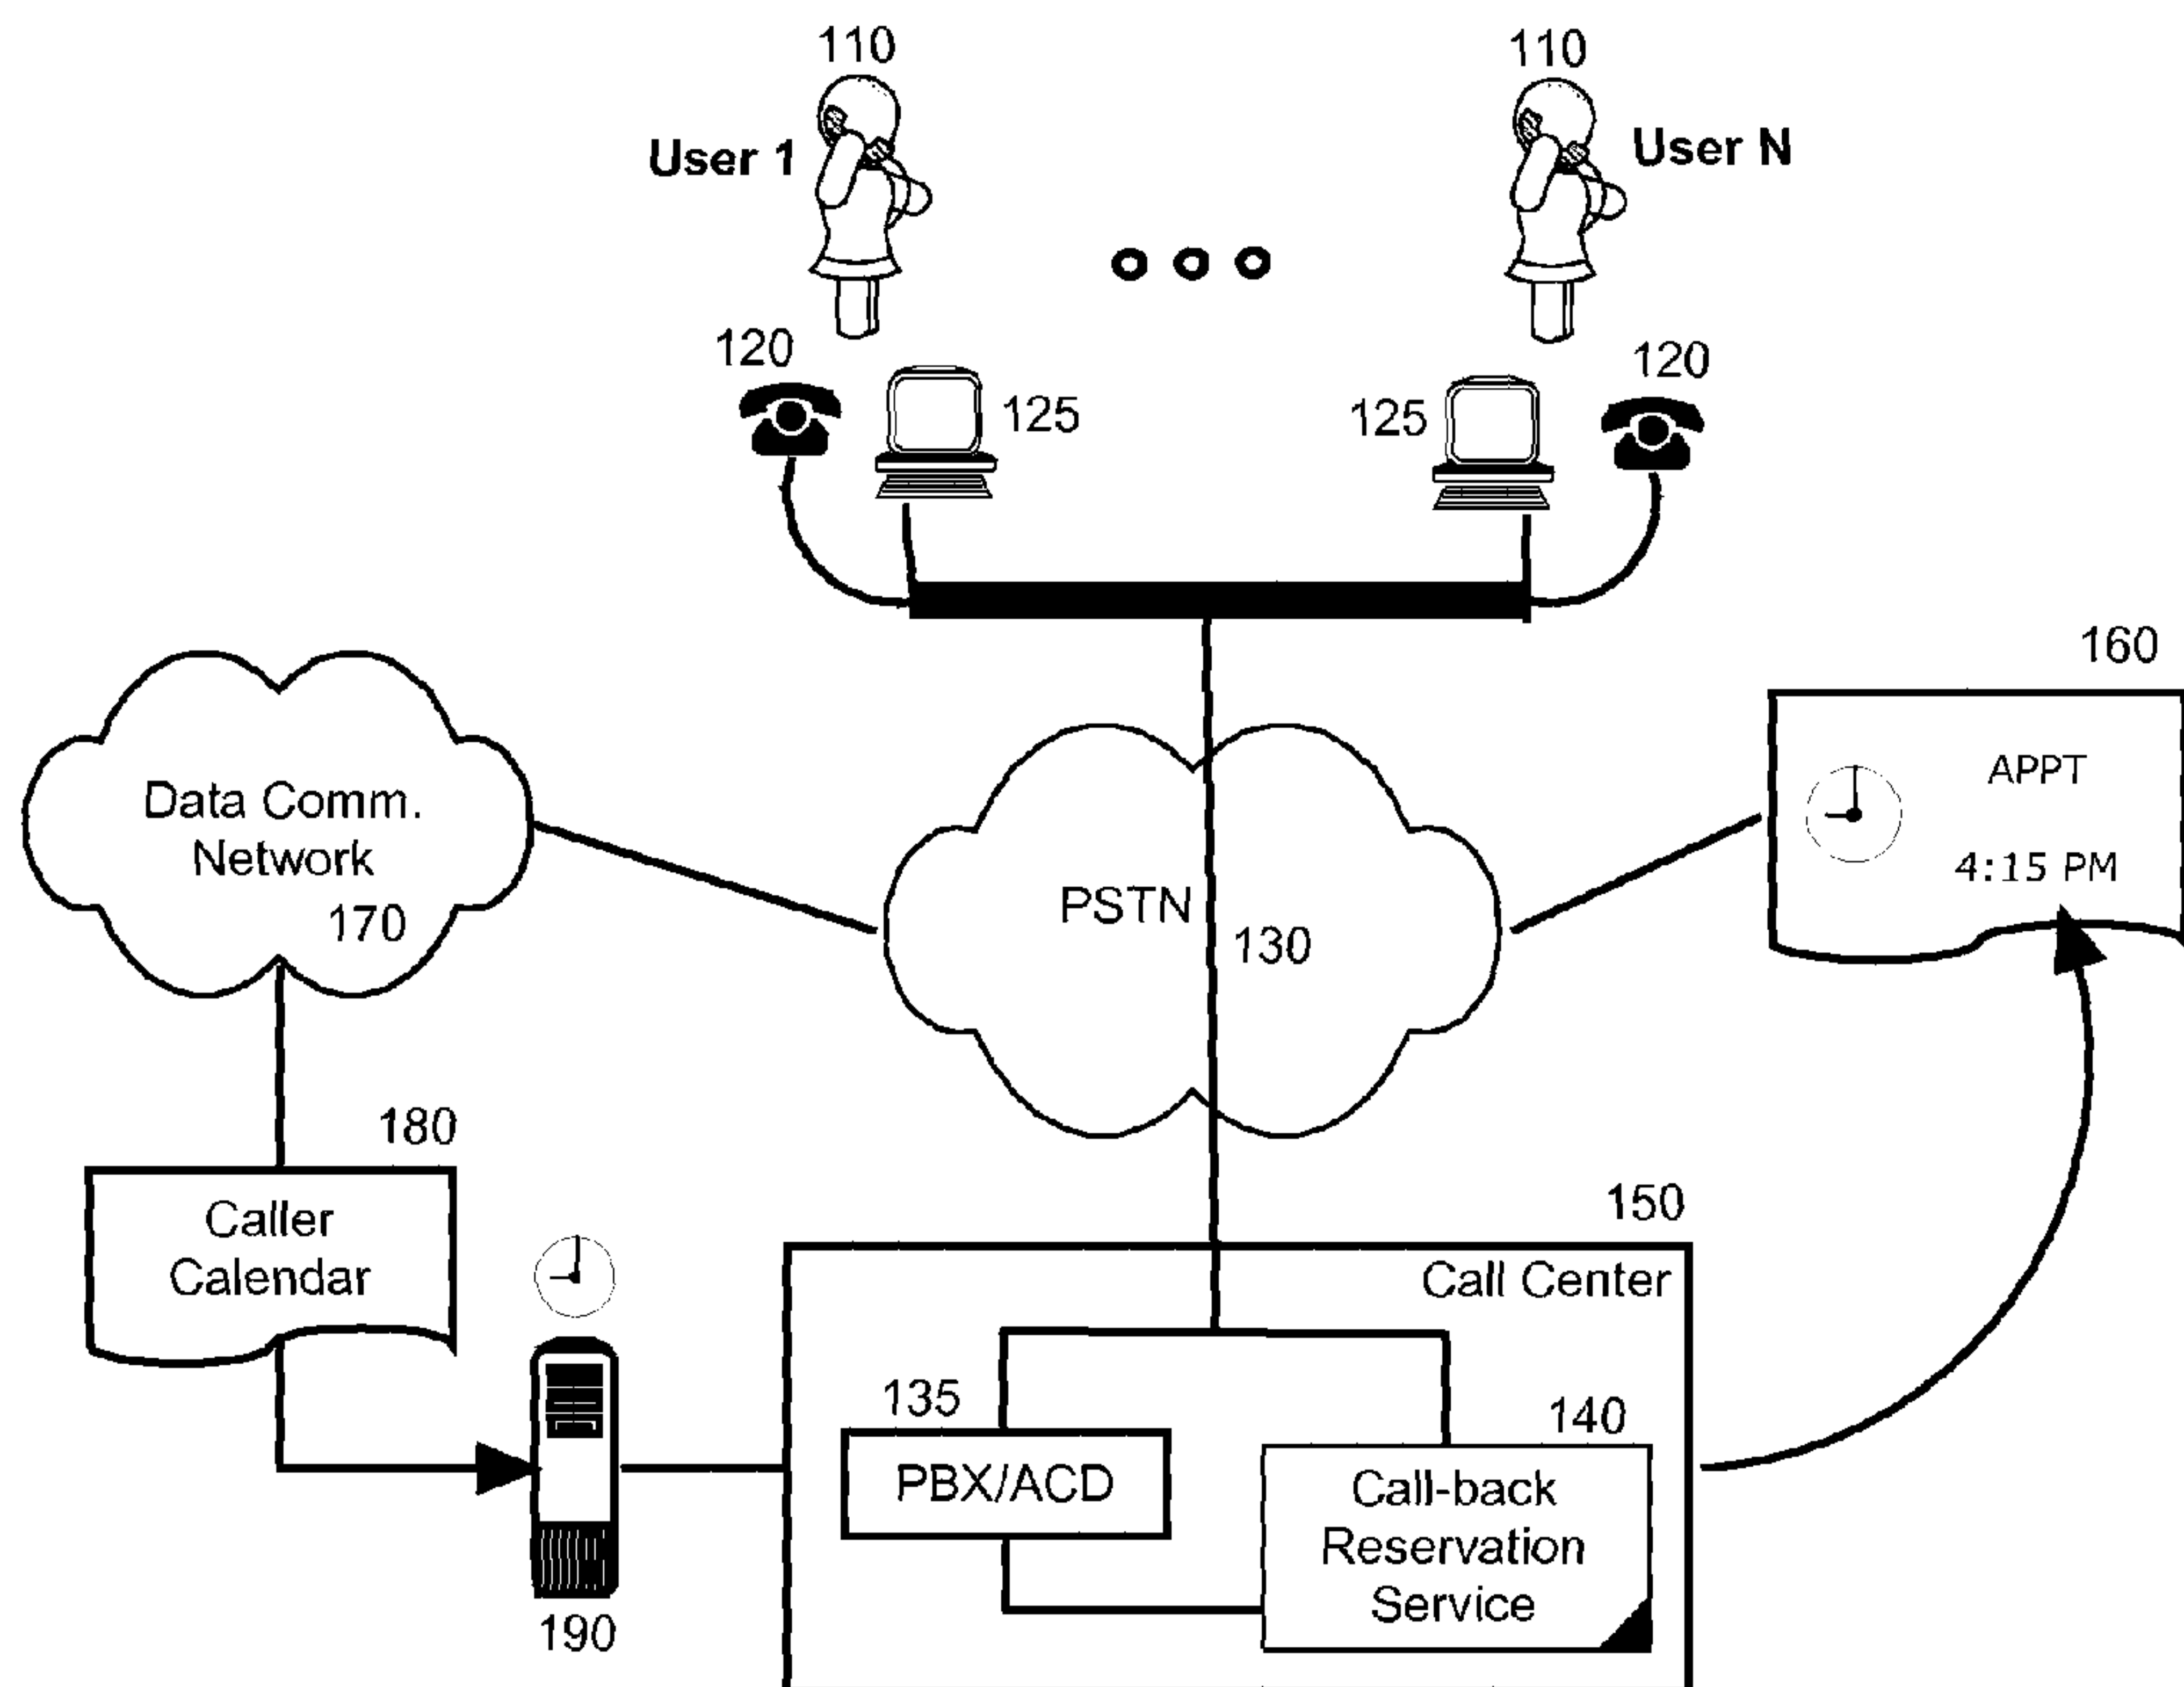 110
110
User 1
User N
120
120
125
125
160
APPT
4:15 PM
Data Comm.
Network
170
PSTN
130
180
Caller
Calendar
150
Call Center
135
PBX/ACD
140
Call-back
Reservation
Service
190